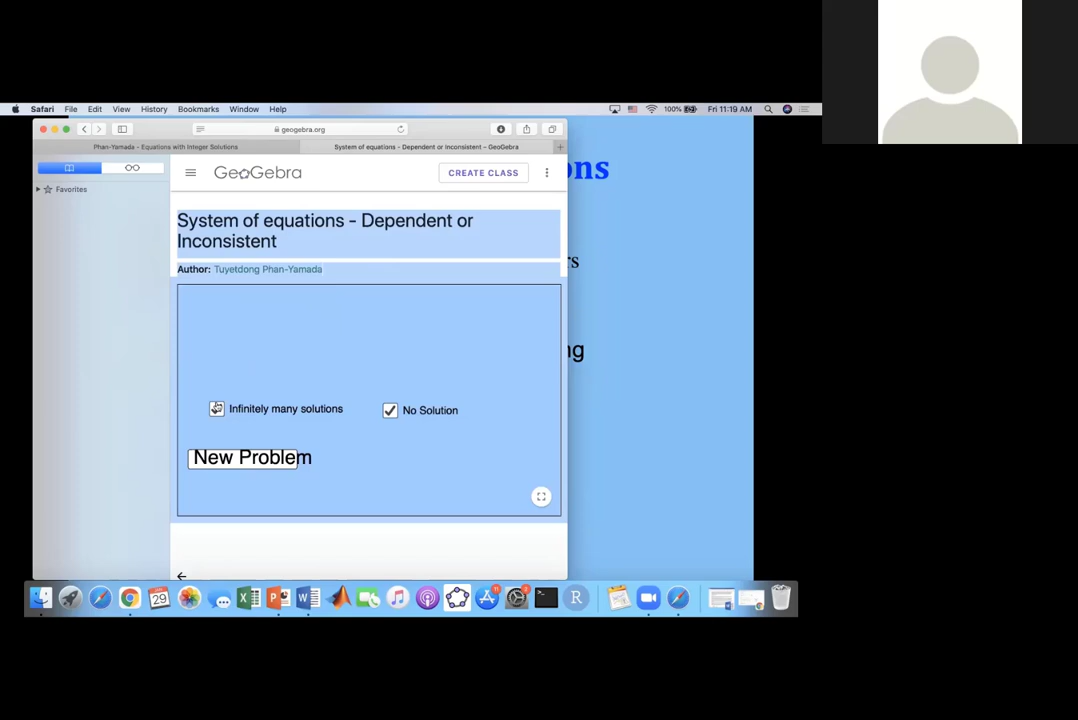 Safari File Edit View History Bookmarks Window Help 100% Fri 11:19 AM
geogebra.org
Phan-Yamada - Equations with Integer Solutions System of equations - Dependent or Inconsistent – GeoGebra
ons
Favorites
GeoGebra CREATE CLASS
System of equations - Dependent or
Inconsistent
rs
Author: Tuyetdong Phan-Yamada
ng
Infinitely many solutions No Solution
New Problem